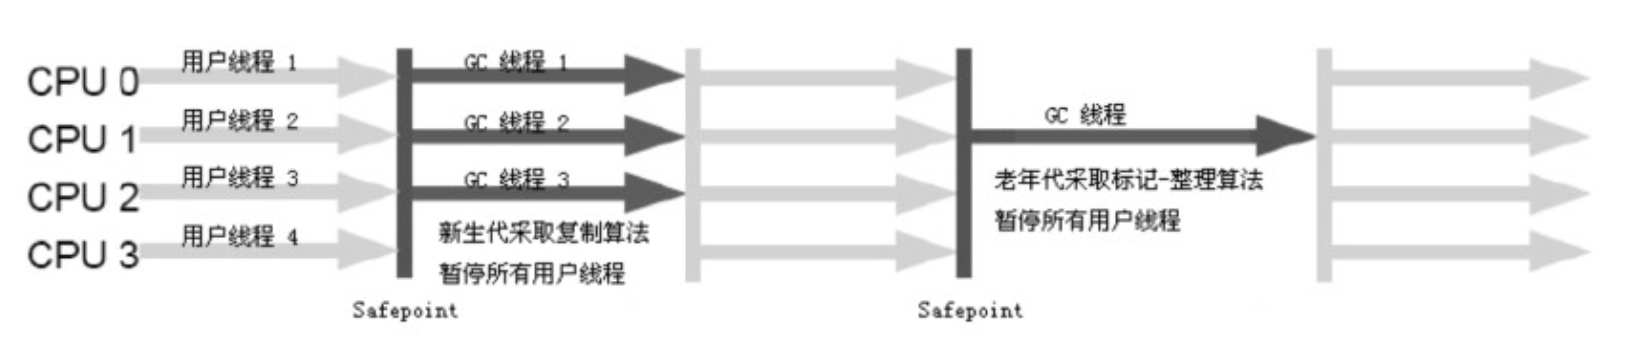 CPU 0
用户线程 1
GC 线程 1
CPU 1
用户线程 2
GC 线程 2
GC 线程
CPU 2
用户线程 3
GC 线程 3
老年代采取标记-整理算法
暂停所有用户线程
CPU 3
用户线程 4
新生代采取复制算法
暂停所有用户线程
Safepoint
Safepoint